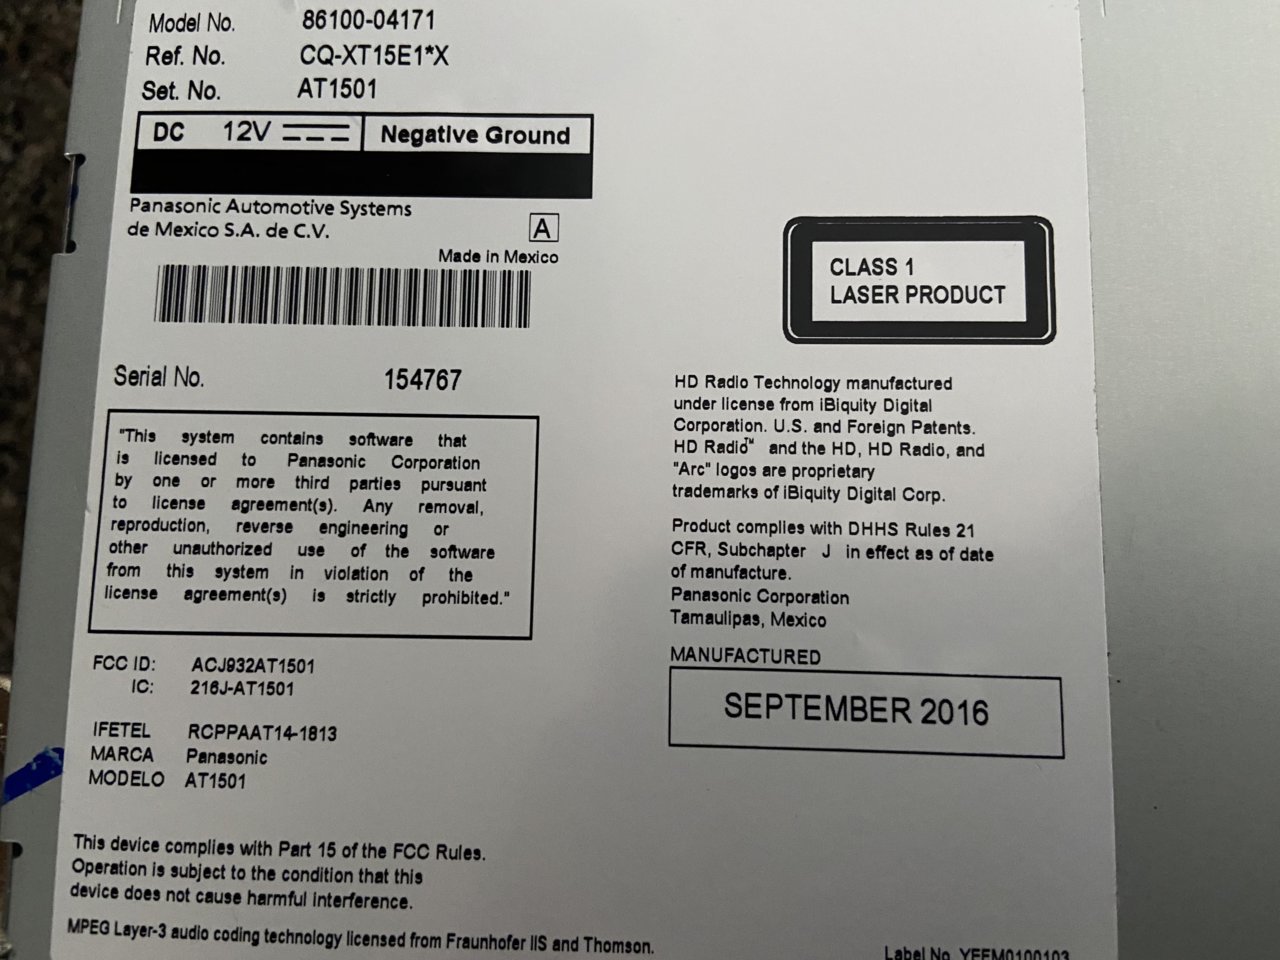 Model No. 86100-04171
Ref. No. CQ-XT15E1*X
Set. No. AT1501
DC 12V Negative Ground
Panasonic Automotive Systems
de Mexico S.A. de C.V.
A
Made in Mexico
CLASS 1
LASER PRODUCT
Serial No. 154767
"This system contains software that
is licensed to Panasonic Corporation
by one or more third parties pursuant
to license agreement(s). Any removal,
reproduction, reverse engineering or
other unauthorized use of the software
from this system in violation of the
license agreement(s) is strictly prohibited."
HD Radio Technology manufactured
under license from iBiquity Digital
Corporation. U.S. and Foreign Patents.
HD Radio™ and the HD, HD Radio, and
"Arc" logos are proprietary
trademarks of iBiquity Digital Corp.
Product complies with DHHS Rules 21
CFR, Subchapter J in effect as of date
of manufacture.
Panasonic Corporation
Tamaulipas, Mexico
MANUFACTURED
SEPTEMBER 2016
FCC ID: ACJ932AT1501
IC: 216J-AT1501
IFETEL RCPPAAT14-1813
MARCA Panasonic
MODELO AT1501
This device complies with Part 15 of the FCC Rules.
Operation is subject to the condition that this
device does not cause harmful interference.
MPEG Layer-3 audio coding technology licensed from Fraunhofer IIS and Thomson.
Label No. YEFM0100103